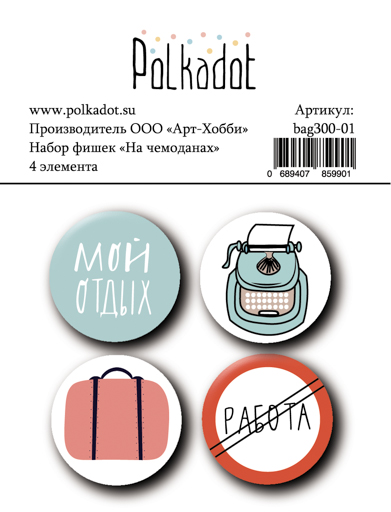 Polkadot
www.polkadot.su
Производитель ООО «Арт-Хобби»
Набор фишек «На чемоданах»
4 элемента
Артикул:
bag300-01
0 689407 859901
МОЙ
ОТДЫХ
РАБОТА